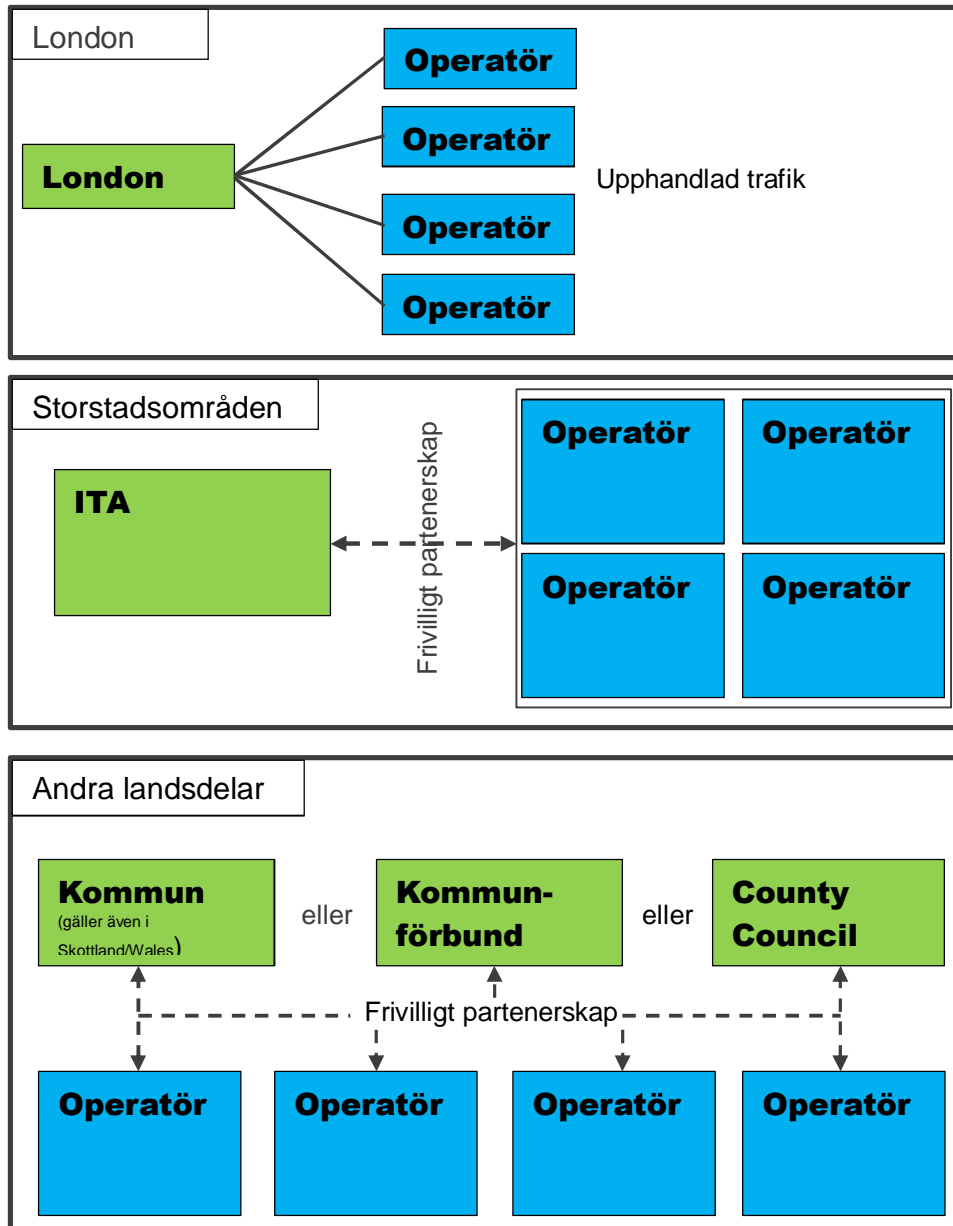 London
Operatör
Operatör
London
Upphandlad trafik
Operatör
Operatör
Storstadsområden
ITA
Frivilligt partenerskap
Operatör
Operatör
Operatör
Operatör
Andra landsdelar
Kommun
(gäller även i
Skottland/Wales)
eller
Kommun-
förbund
eller
County
Council
Frivilligt partenerskap
Operatör
Operatör
Operatör
Operatör